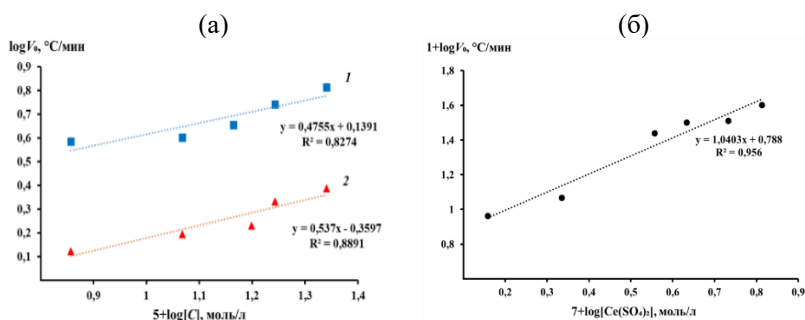 (а)
logV₀, °С/мин
0,9
0,8
0,7
0,6
0,5
0,4
0,3
0,2
0,1
1
y = 0,4755x + 0,1391
R² = 0,8274
2
y = 0,537x - 0,3597
R² = 0,8891
0,9
1
1,1
1,2
1,3
1,4
5+log[C], моль/л
(б)
1+logV₀, °С/мин
1,8
1,6
1,4
1,2
1
0,8
y = 1,0403x + 0,788
R² = 0,956
0,2
0,3
0,4
0,5
0,6
0,7
0,8
0,9
7+log[Ce(SO₄)₂], моль/л